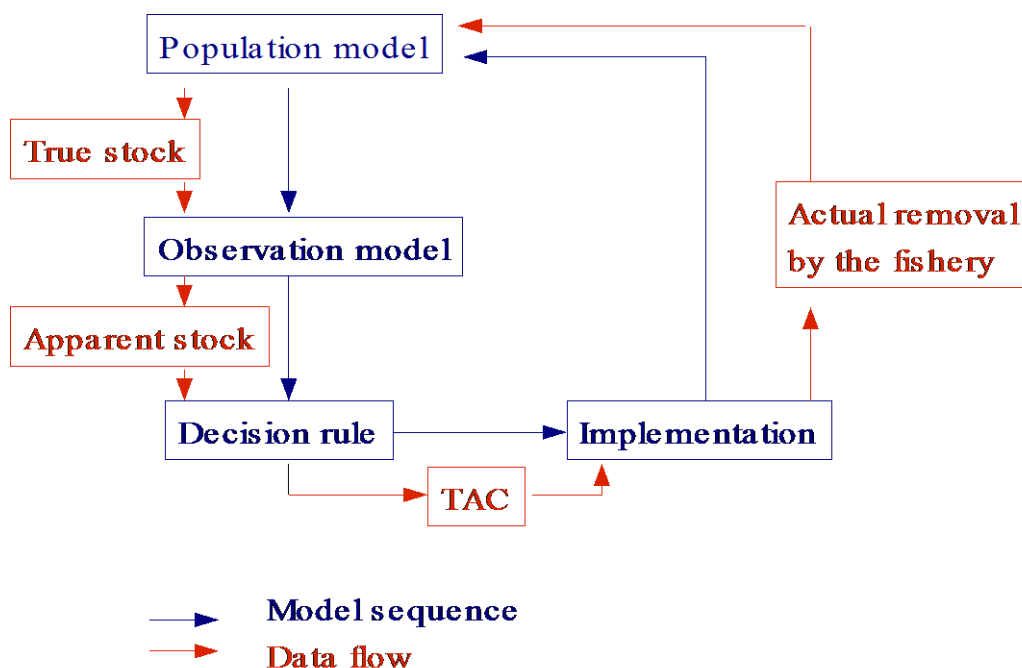 Population model
True stock
Observation model
Actual removal
by the fishery
Apparent stock
Decision rule
Implementation
TAC
Model sequence
Data flow